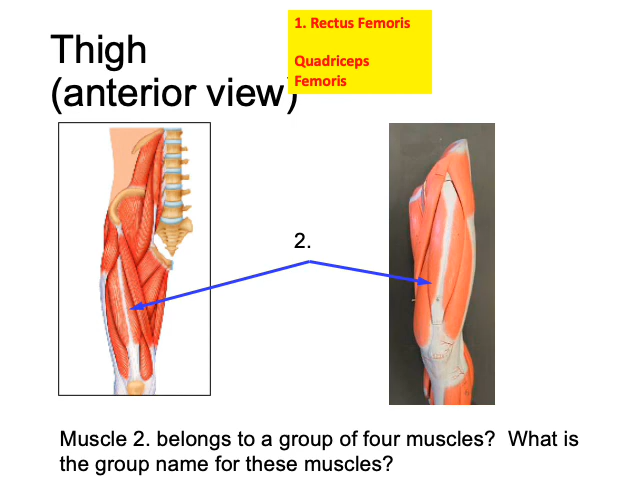 1. Rectus Femoris
Quadriceps
Femoris
Thigh
(anterior view)
2.
Muscle 2. belongs to a group of four muscles? What is
the group name for these muscles?